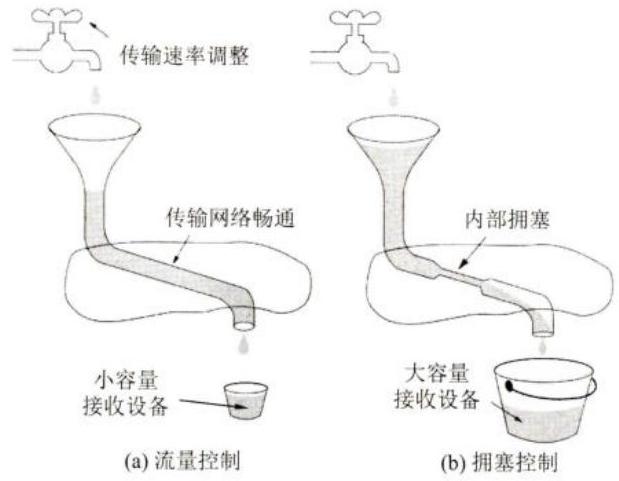 传输速率调整
传输网络畅通
小容量
接收设备
(a) 流量控制
内部拥塞
大容量
接收设备
(b) 拥塞控制